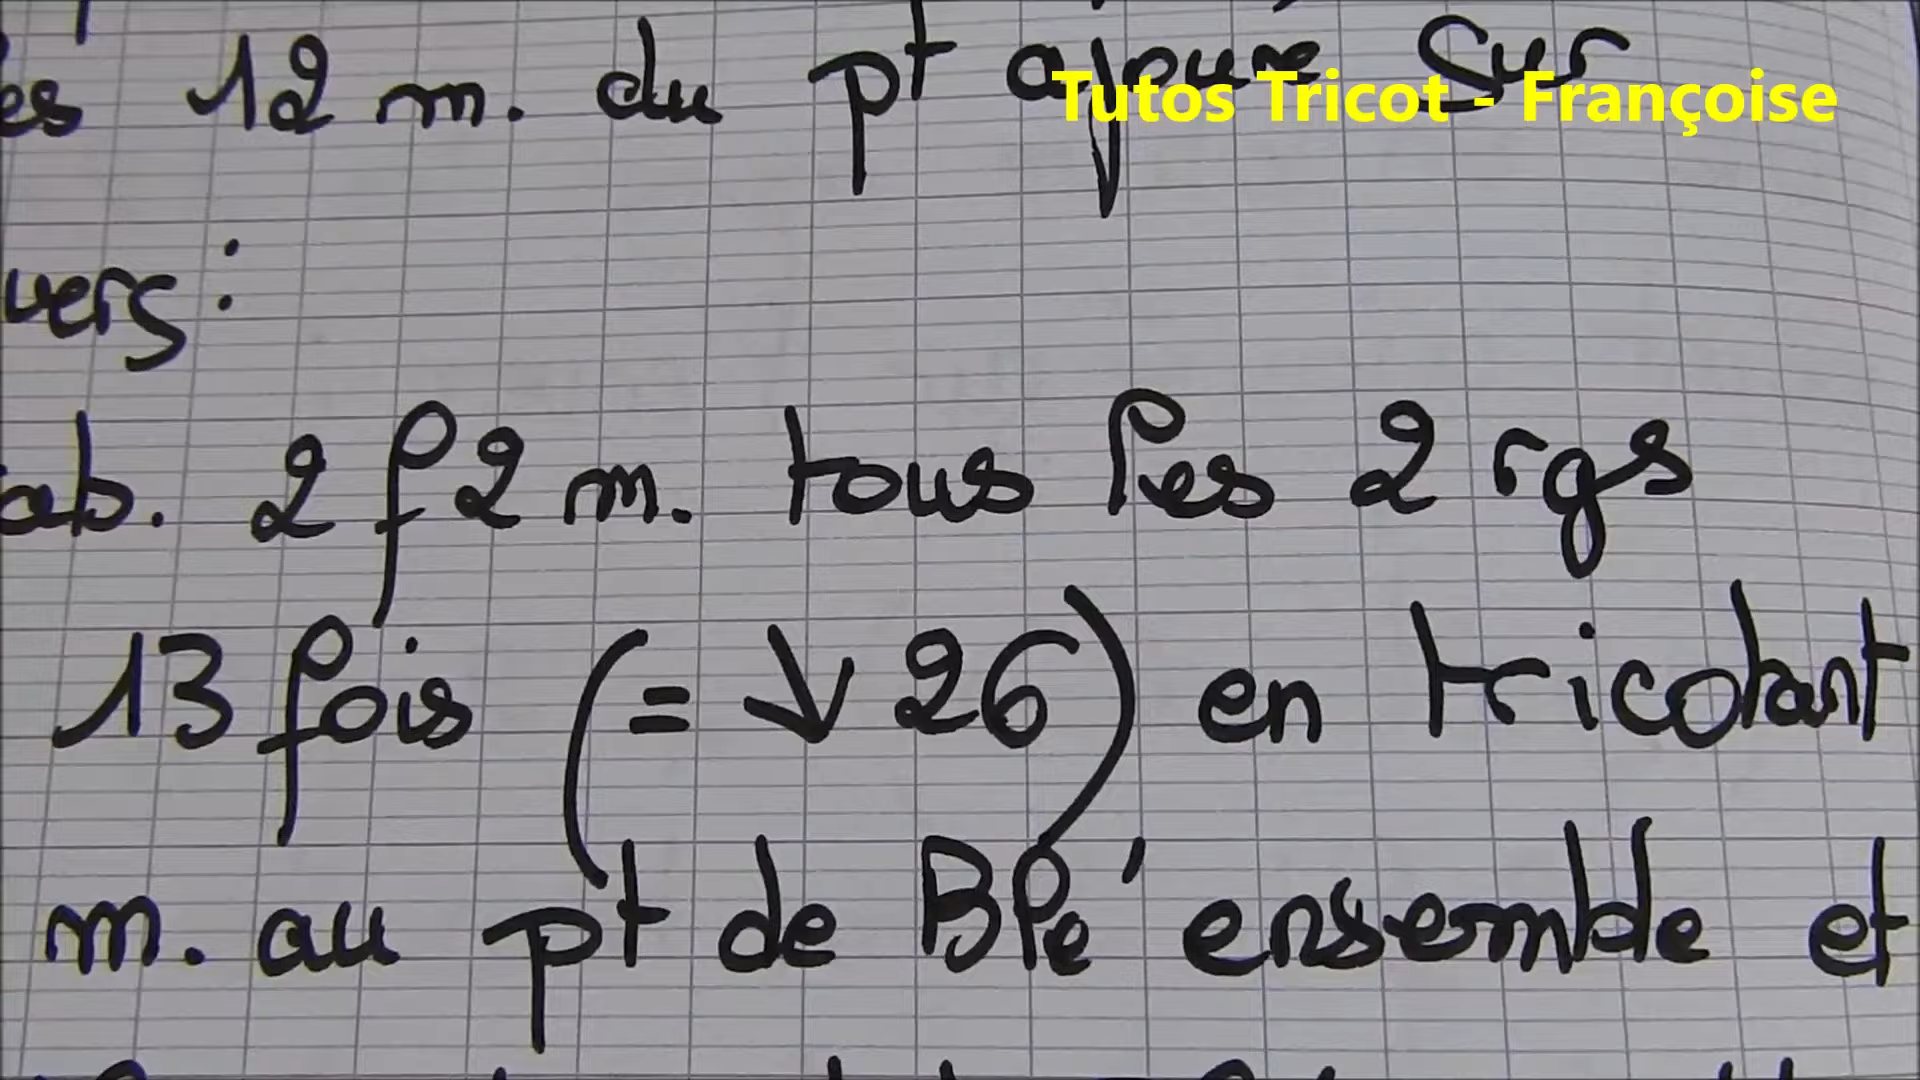 es 12 m. du pt ajouré sur
Tutos Tricot - Françoise
vers :
ab. 2 f 2 m. tous les 2 rgs
13 fois (= ↓ 26) en tricotant
m. au pt de Blé ensemble et